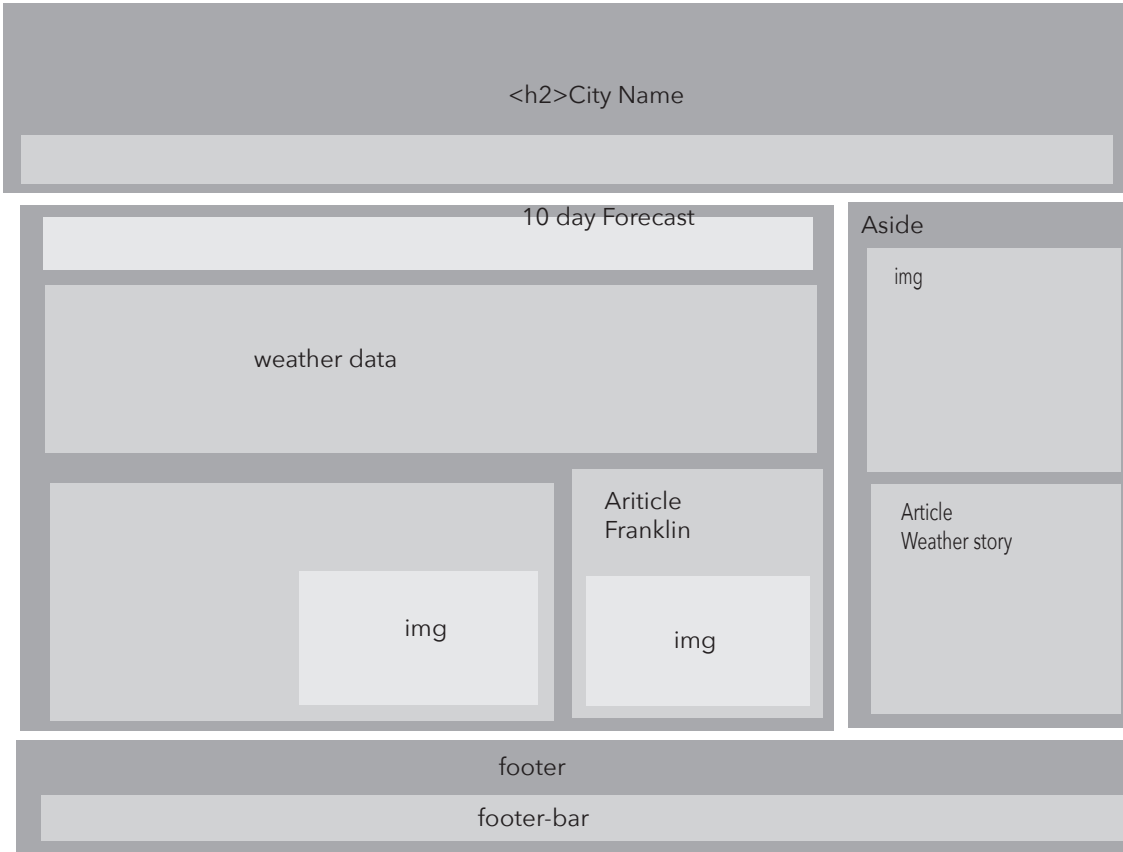 <h2>City Name
10 day Forecast
Aside
img
weather data
Ariticle
Franklin
Article
Weather story
img
img
footer
footer-bar